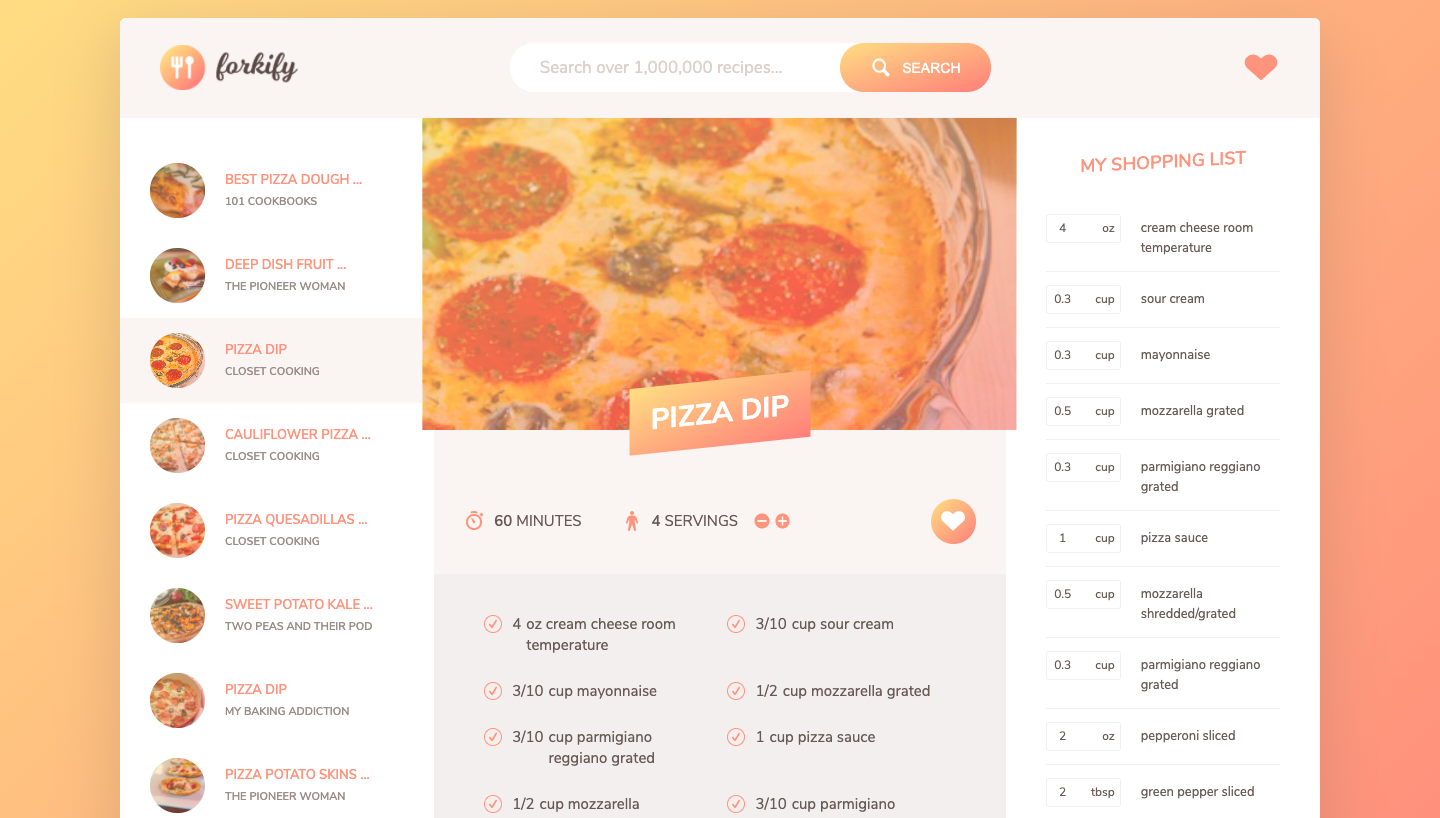 forkify
Search over 1,000,000 recipes...
SEARCH
BEST PIZZA DOUGH ...
101 COOKBOOKS
DEEP DISH FRUIT ...
THE PIONEER WOMAN
PIZZA DIP
CLOSET COOKING
CAULIFLOWER PIZZA ...
CLOSET COOKING
PIZZA QUESADILLAS ...
CLOSET COOKING
SWEET POTATO KALE ...
TWO PEAS AND THEIR POD
PIZZA DIP
MY BAKING ADDICTION
PIZZA POTATO SKINS ...
THE PIONEER WOMAN
PIZZA DIP
60 MINUTES
4 SERVINGS
4 oz cream cheese room
temperature
3/10 cup sour cream
3/10 cup mayonnaise
1/2 cup mozzarella grated
3/10 cup parmigiano
reggiano grated
1 cup pizza sauce
1/2 cup mozzarella
3/10 cup parmigiano
MY SHOPPING LIST
4 oz cream cheese room
temperature
0.3 cup sour cream
0.3 cup mayonnaise
0.5 cup mozzarella grated
0.3 cup parmigiano reggiano
grated
1 cup pizza sauce
0.5 cup mozzarella
shredded/grated
0.3 cup parmigiano reggiano
grated
2 oz pepperoni sliced
2 tbsp green pepper sliced